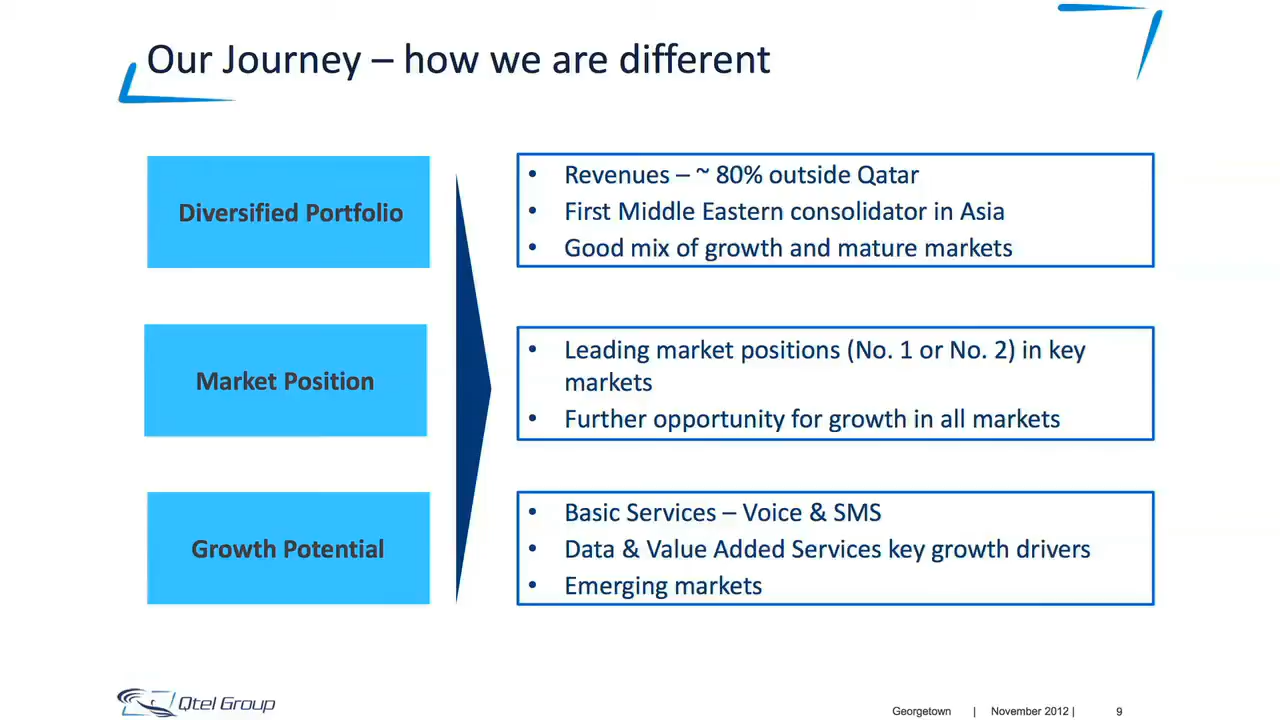 Our Journey – how we are different
Diversified Portfolio
• Revenues – ~ 80% outside Qatar
• First Middle Eastern consolidator in Asia
• Good mix of growth and mature markets
Market Position
• Leading market positions (No. 1 or No. 2) in key
markets
• Further opportunity for growth in all markets
Growth Potential
• Basic Services – Voice & SMS
• Data & Value Added Services key growth drivers
• Emerging markets
Qtel Group
Georgetown | November 2012 | 9